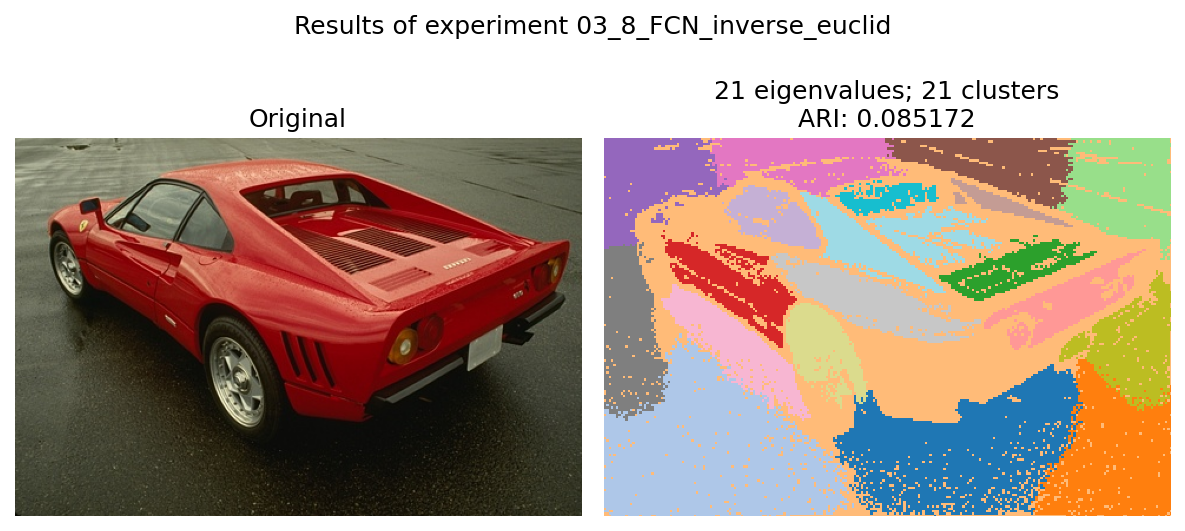 Results of experiment 03_8_FCN_inverse_euclid
Original
21 eigenvalues; 21 clusters
ARI: 0.085172